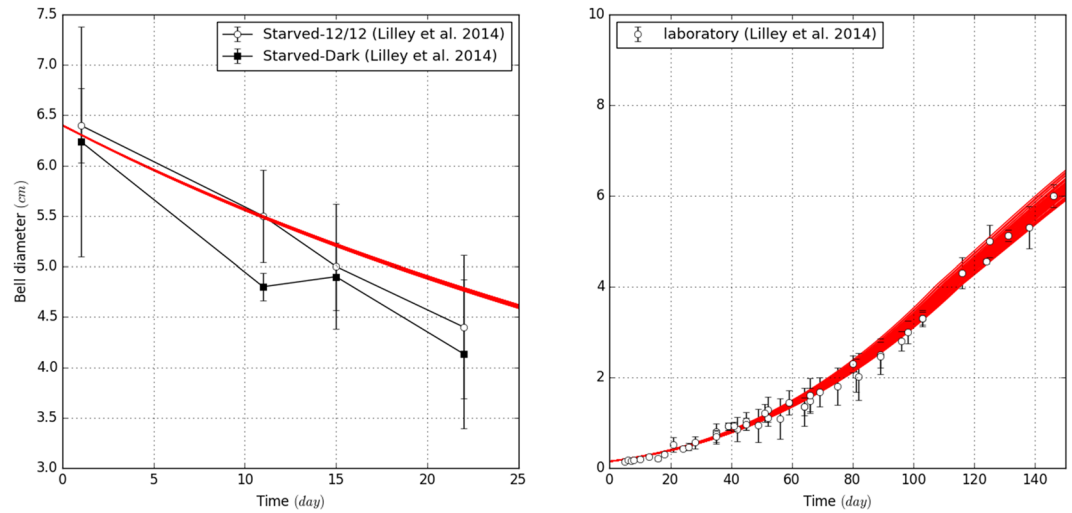 7.5
7.0
6.5
6.0
5.5
5.0
4.5
4.0
3.5
3.0
Bell diameter (cm)
Starved-12/12 (Lilley et al. 2014)
Starved-Dark (Lilley et al. 2014)
0 5 10 15 20 25
Time (day)
10
8
6
4
2
0
laboratory (Lilley et al. 2014)
0 20 40 60 80 100 120 140
Time (day)